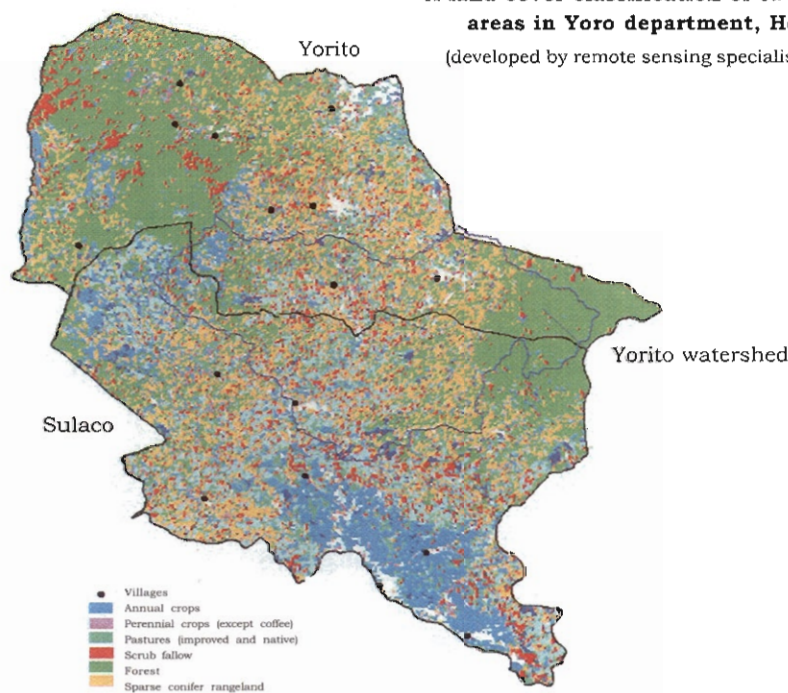 areas in Yoro department,
(developed by remote sensing
Yorito
Yorito watershed
Sulaco
Villages
Annual crops
Perennial crops (except coffee)
Pastures (improved and native)
Scrub fallow
Forest
Sparse conifer rangeland